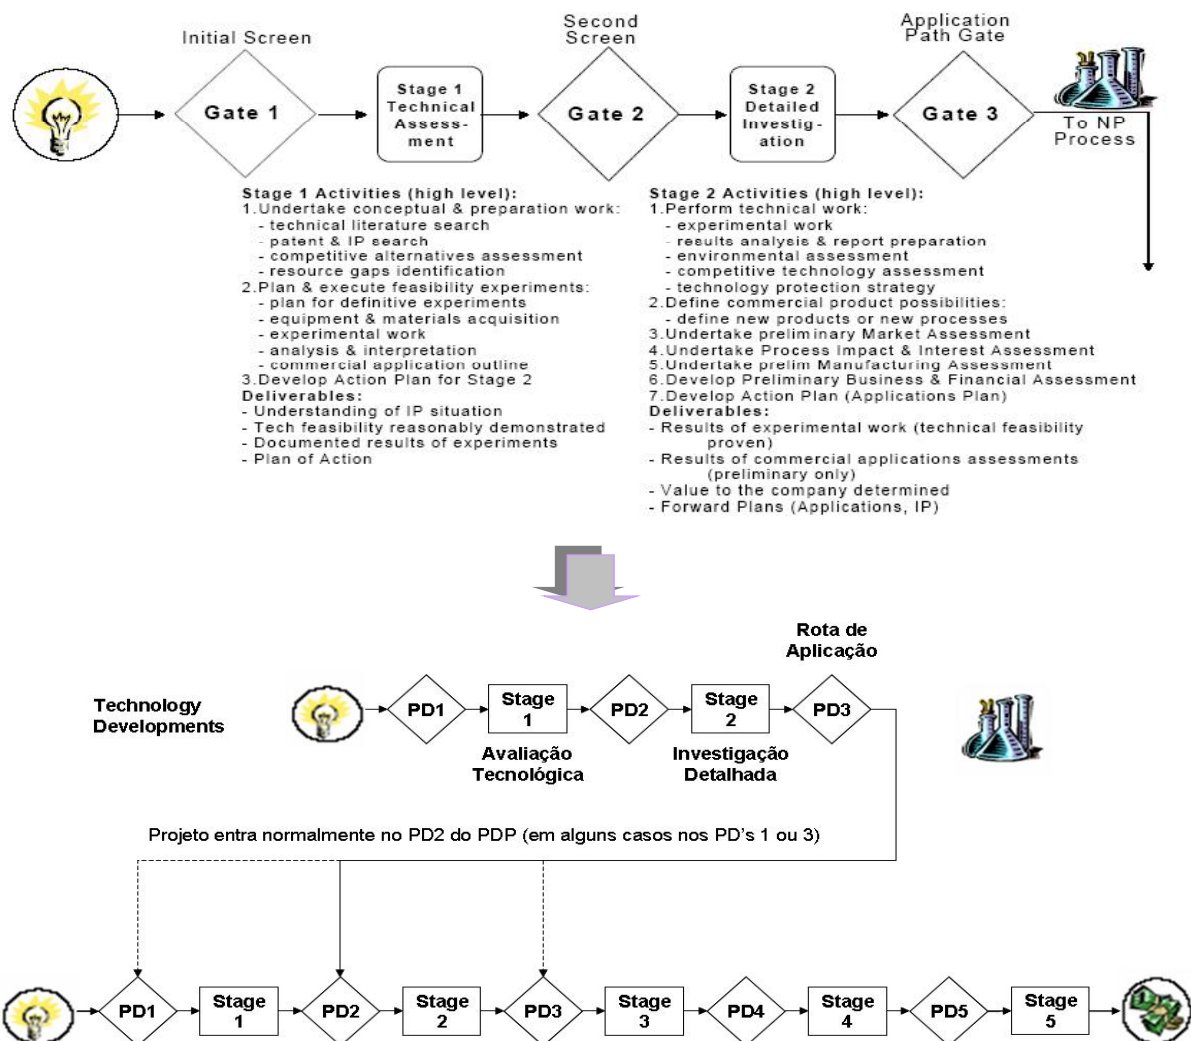 Initial Screen
Second
Screen
Application
Path Gate
Gate 1
Stage 1
Technical
Assess-
ment
Gate 2
Stage 2
Detailed
Investig-
ation
Gate 3
To NP
Process
Stage 1 Activities (high level):
1.Undertake conceptual & preparation work:
- technical literature search
- patent & IP search
- competitive alternatives assessment
- resource gaps identification
2.Plan & execute feasibility experiments:
- plan for definitive experiments
- equipment & materials acquisition
- experimental work
- analysis & interpretation
- commercial application outline
3.Develop Action Plan for Stage 2
Deliverables:
- Understanding of IP situation
- Tech feasibility reasonably demonstrated
- Documented results of experiments
- Plan of Action
Stage 2 Activities (high level):
1.Perform technical work:
- experimental work
- results analysis & report preparation
- environmental assessment
- competitive technology assessment
- technology protection strategy
2.Define commercial product possibilities:
- define new products or new processes
3.Undertake preliminary Market Assessment
4.Undertake Process Impact & Interest Assessment
5.Undertake prelim Manufacturing Assessment
6.Develop Preliminary Business & Financial Assessment
7.Develop Action Plan (Applications Plan)
Deliverables:
- Results of experimental work (technical feasibility
proven)
- Results of commercial applications assessments
(preliminary only)
- Value to the company determined
- Forward Plans (Applications, IP)
Rota de
Aplicação
Technology
Developments
PD1
Stage
1
PD2
Stage
2
PD3
Avaliação
Tecnológica
Investigação
Detalhada
Projeto entra normalmente no PD2 do PDP (em alguns casos nos PD's 1 ou 3)
PD1
Stage
1
PD2
Stage
2
PD3
Stage
3
PD4
Stage
4
PD5
Stage
5